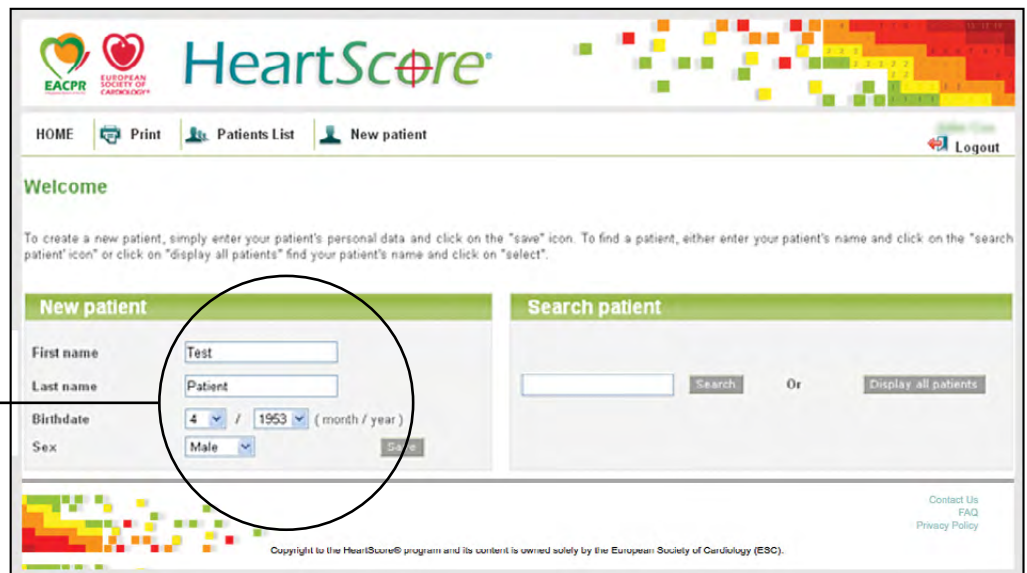 EACPR
EUROPEAN
SOCIETY OF
CARDIOLOGY®
HeartScore®
HOME Print Patients List New patient
Logout
Welcome
To create a new patient, simply enter your patient's personal data and click on the "save" icon. To find a patient, either enter your patient's name and click on the "search
patient' icon" or click on "display all patients" find your patient's name and click on "select".
New patient
First name Test
Last name Patient
Birthdate 4 / 1953 ( month / year )
Sex Male Save
Search patient
Search Or Display all patients
Contact Us
FAQ
Privacy Policy
Copyright to the HeartScore® program and its content is owned solely by the European Society of Cardiology (ESC).